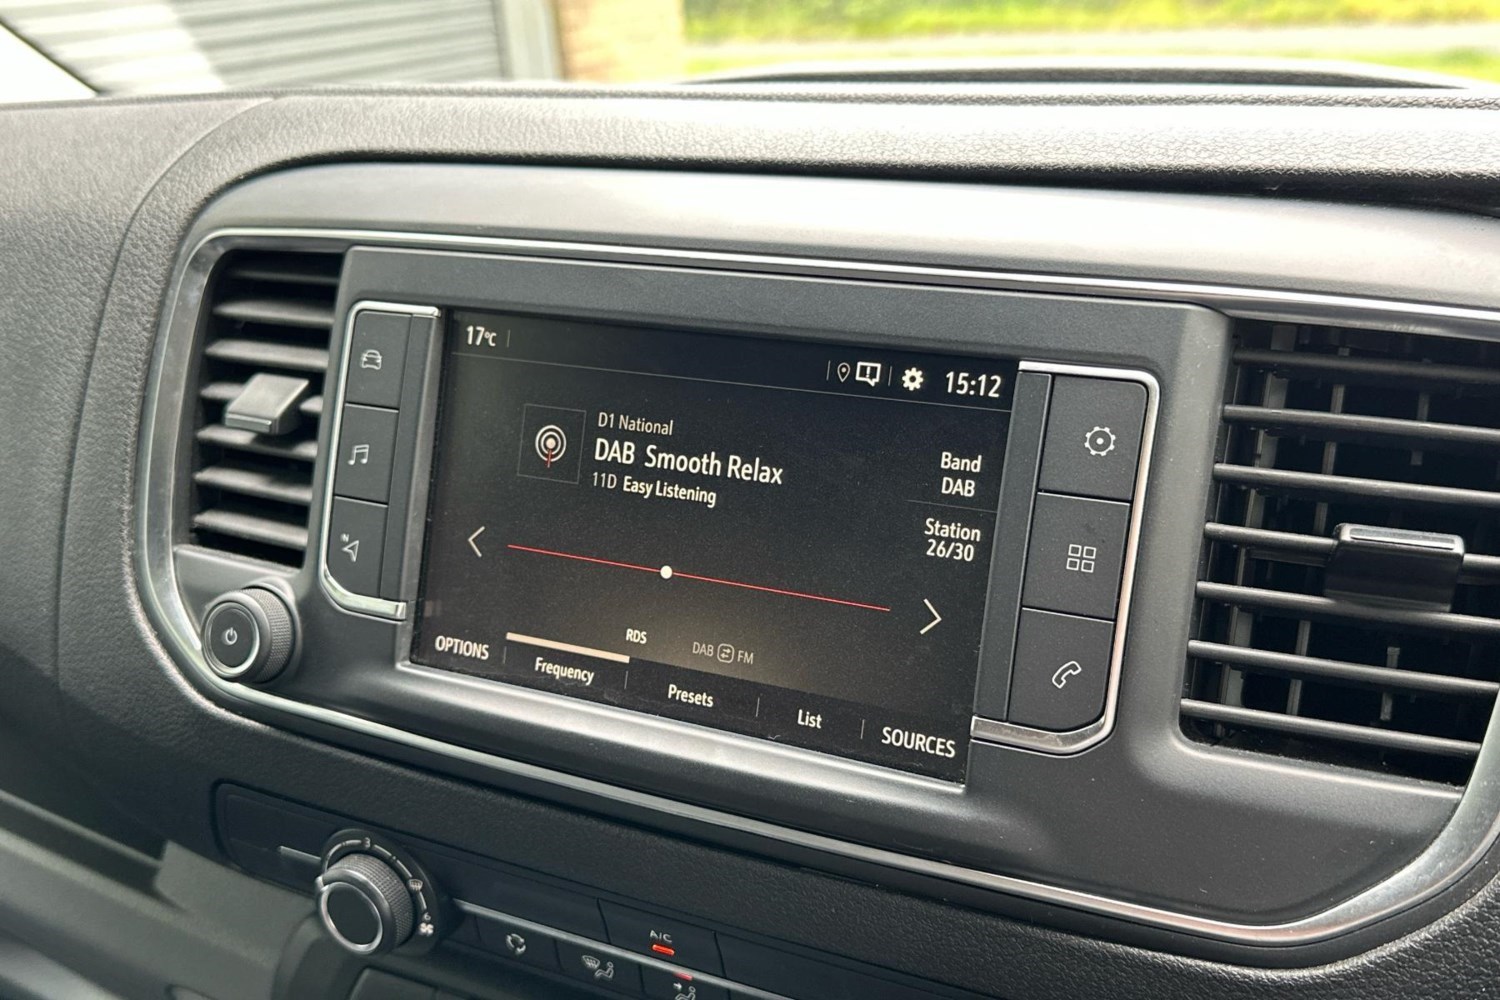 17°C
15:12
D1 National
DAB Smooth Relax
11D Easy Listening
Band
DAB
Station
26/30
N
RDS
DAB FM
OPTIONS
Frequency
Presets
List
SOURCES
3
A/C